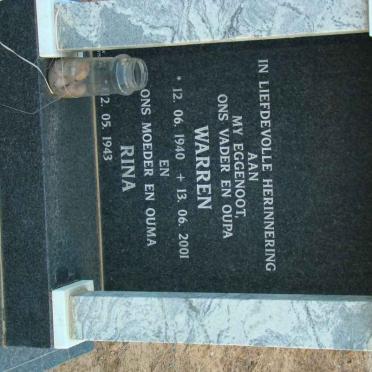 IN LIEFDEVOLLE HERINNERING
AAN
MY EGGENOOT,
ONS VADER EN OUPA
WARREN
* 12. 06. 1940 + 13. 06. 2001
EN
ONS MOEDER EN OUMA
RINA
2. 05. 1943